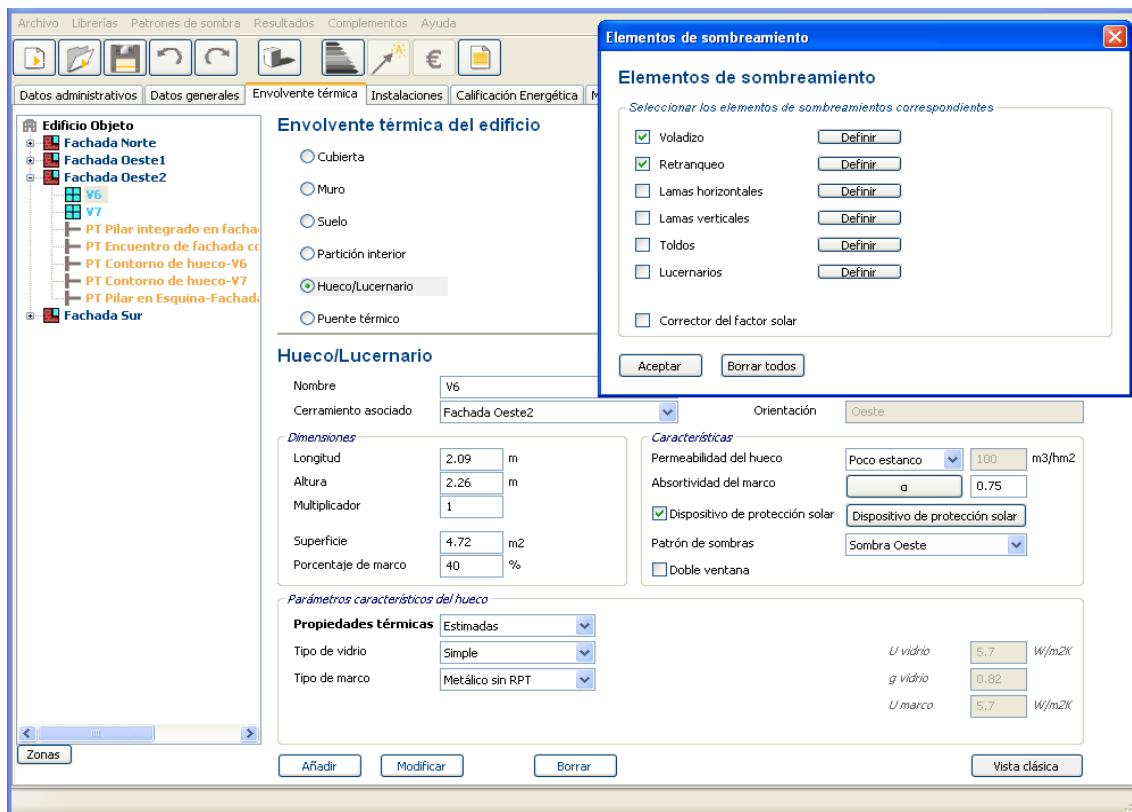 Archivo Librerías Patrones de sombra Resultados Complementos Ayuda
Datos administrativos Datos generales Envolvente térmica Instalaciones Calificación Energética M
Edificio Objeto
Fachada Norte
Fachada Oeste1
Fachada Oeste2
V6
V7
PT Pilar integrado en facha
PT Encuentro de fachada co
PT Contorno de hueco-V6
PT Contorno de hueco-V7
PT Pilar en Esquina-Fachada
Fachada Sur
Zonas
Envolvente térmica del edificio
Cubierta
Muro
Suelo
Partición interior
Hueco/Lucernario
Puente térmico
Elementos de sombreamiento
Elementos de sombreamiento
Seleccionar los elementos de sombreamientos correspondientes
Voladizo Definir
Retranqueo Definir
Lamas horizontales Definir
Lamas verticales Definir
Toldos Definir
Lucernarios Definir
Corrector del factor solar
Aceptar Borrar todos
Hueco/Lucernario
Nombre V6
Cerramiento asociado Fachada Oeste2 Orientación Oeste
Dimensiones
Longitud 2.09 m
Altura 2.26 m
Multiplicador 1
Superficie 4.72 m2
Porcentaje de marco 40 %
Características
Permeabilidad del hueco Poco estanco 100 m3/hm2
Absortividad del marco α 0.75
Dispositivo de protección solar Dispositivo de protección solar
Patrón de sombras Sombra Oeste
Doble ventana
Parámetros característicos del hueco
Propiedades térmicas Estimadas
Tipo de vidrio Simple U vidrio 5.7 W/m2K
Tipo de marco Metálico sin RPT g vidrio 0.82
U marco 5.7 W/m2K
Añadir Modificar Borrar Vista clásica